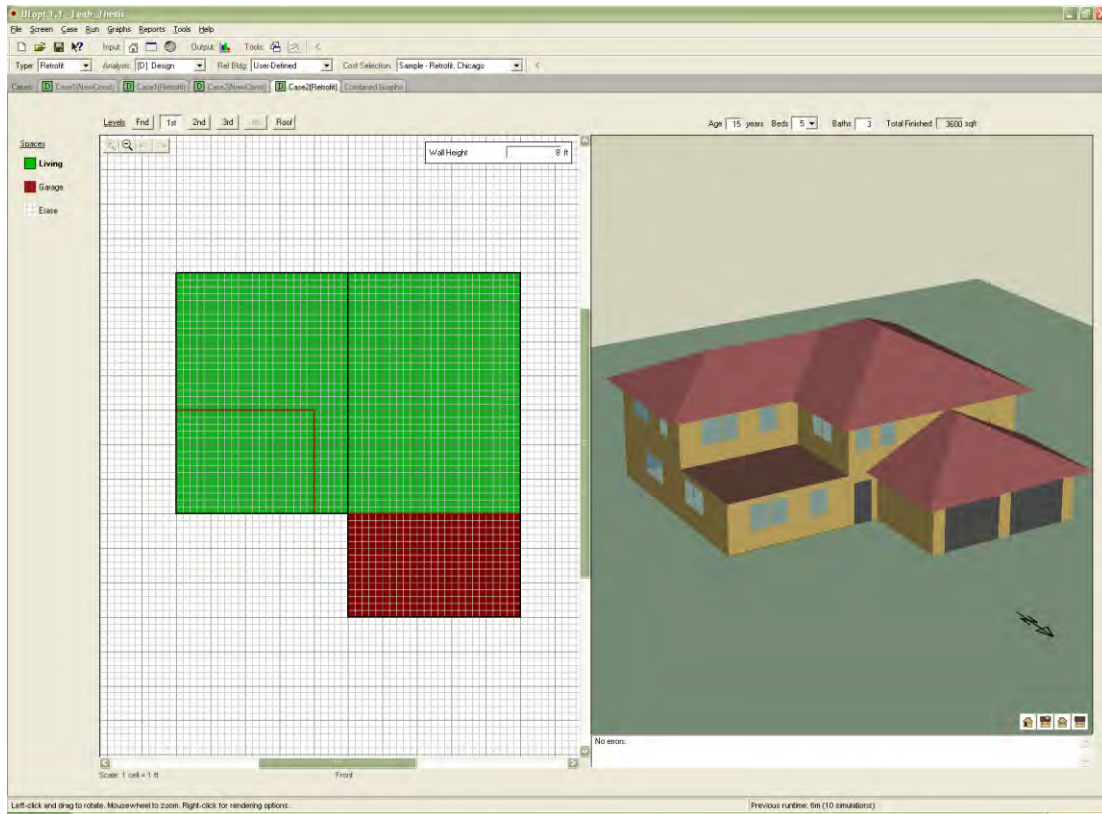 BEopt 1.1 - Leah_Thesis
File Screen Case Run Graphs Reports Tools Help
Input: Output: Tools:
Type: Retrofit Analysis: [D] Design Ref Bldg: User-Defined Cost Selection: Sample - Retrofit, Chicago
Cases: D Case1(NewConst) D Case1(Retrofit) D Case2(NewConst) D Case2(Retrofit) Combined Graphs
Levels Fnd 1st 2nd 3rd Roof Age 15 years Beds 5 Baths 3 Total Finished 3600 sqft
Spaces
Wall Height 8 ft
Living
Garage
Erase
No errors.
Scale: 1 cell = 1 ft Front
Left-click and drag to rotate. Mousewheel to zoom. Right-click for rendering options. Previous runtime: 6m (10 simulations)